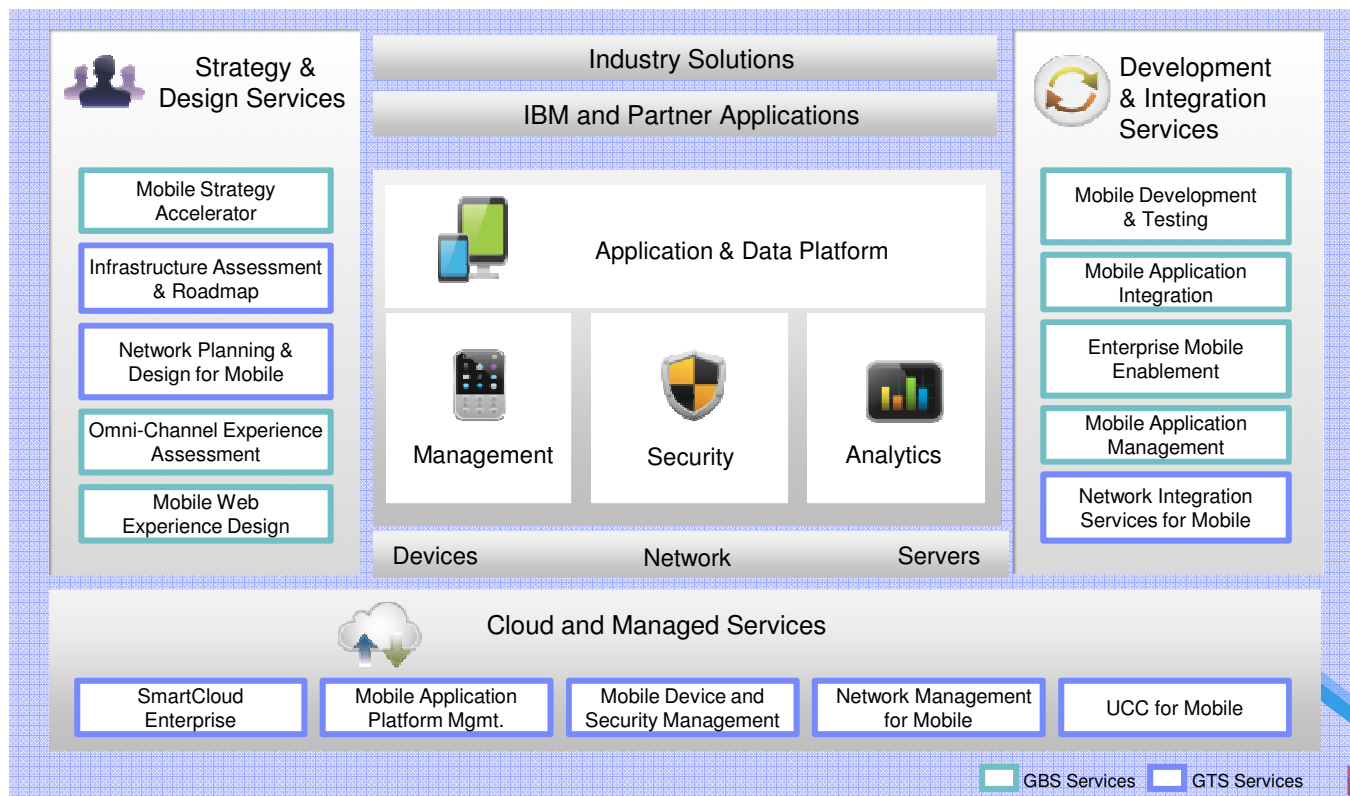 Strategy &
Design Services
Mobile Strategy
Accelerator
Infrastructure Assessment
& Roadmap
Network Planning &
Design for Mobile
Omni-Channel Experience
Assessment
Mobile Web
Experience Design
Industry Solutions
IBM and Partner Applications
Application & Data Platform
Management
Security
Analytics
Devices
Network
Servers
Development
& Integration
Services
Mobile Development
& Testing
Mobile Application
Integration
Enterprise Mobile
Enablement
Mobile Application
Management
Network Integration
Services for Mobile
Cloud and Managed Services
SmartCloud
Enterprise
Mobile Application
Platform Mgmt.
Mobile Device and
Security Management
Network Management
for Mobile
UCC for Mobile
GBS Services
GTS Services